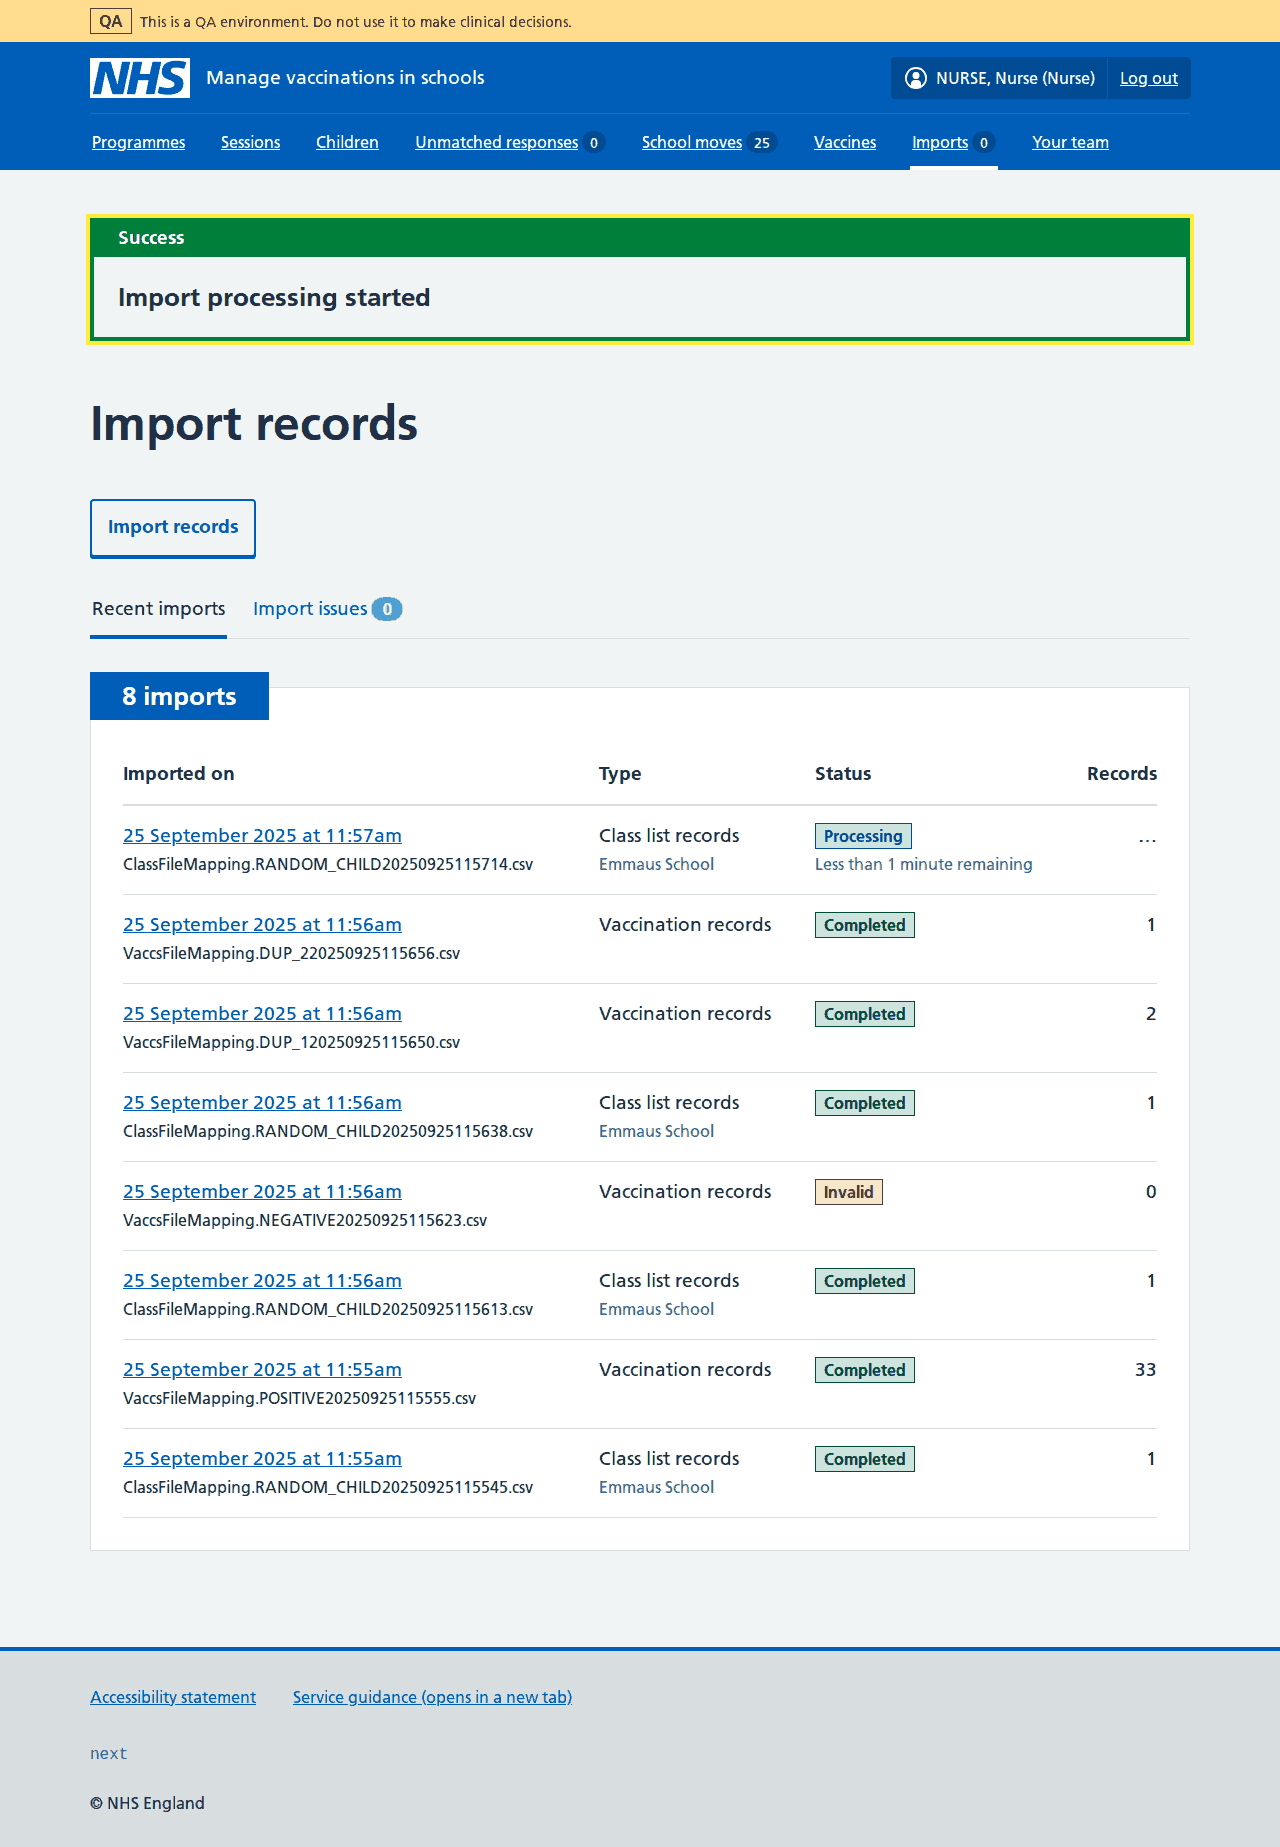 QA This is a QA environment. Do not use it to make clinical decisions.
NHS Manage vaccinations in schools NURSE, Nurse (Nurse) Log out
Programmes Sessions Children Unmatched responses 0 School moves 25 Vaccines Imports 0 Your team
Success
Import processing started
Import records
Import records
Recent imports Import issues 0
8 imports
Imported on Type Status Records
25 September 2025 at 11:57am Class list records Processing ...
ClassFileMapping.RANDOM_CHILD20250925115714.csv Emmaus School Less than 1 minute remaining
25 September 2025 at 11:56am Vaccination records Completed 1
VaccsFileMapping.DUP_220250925115656.csv
25 September 2025 at 11:56am Vaccination records Completed 2
VaccsFileMapping.DUP_120250925115650.csv
25 September 2025 at 11:56am Class list records Completed 1
ClassFileMapping.RANDOM_CHILD20250925115638.csv Emmaus School
25 September 2025 at 11:56am Vaccination records Invalid 0
VaccsFileMapping.NEGATIVE20250925115623.csv
25 September 2025 at 11:56am Class list records Completed 1
ClassFileMapping.RANDOM_CHILD20250925115613.csv Emmaus School
25 September 2025 at 11:55am Vaccination records Completed 33
VaccsFileMapping.POSITIVE20250925115555.csv
25 September 2025 at 11:55am Class list records Completed 1
ClassFileMapping.RANDOM_CHILD20250925115545.csv Emmaus School
Accessibility statement Service guidance (opens in a new tab)
next
© NHS England